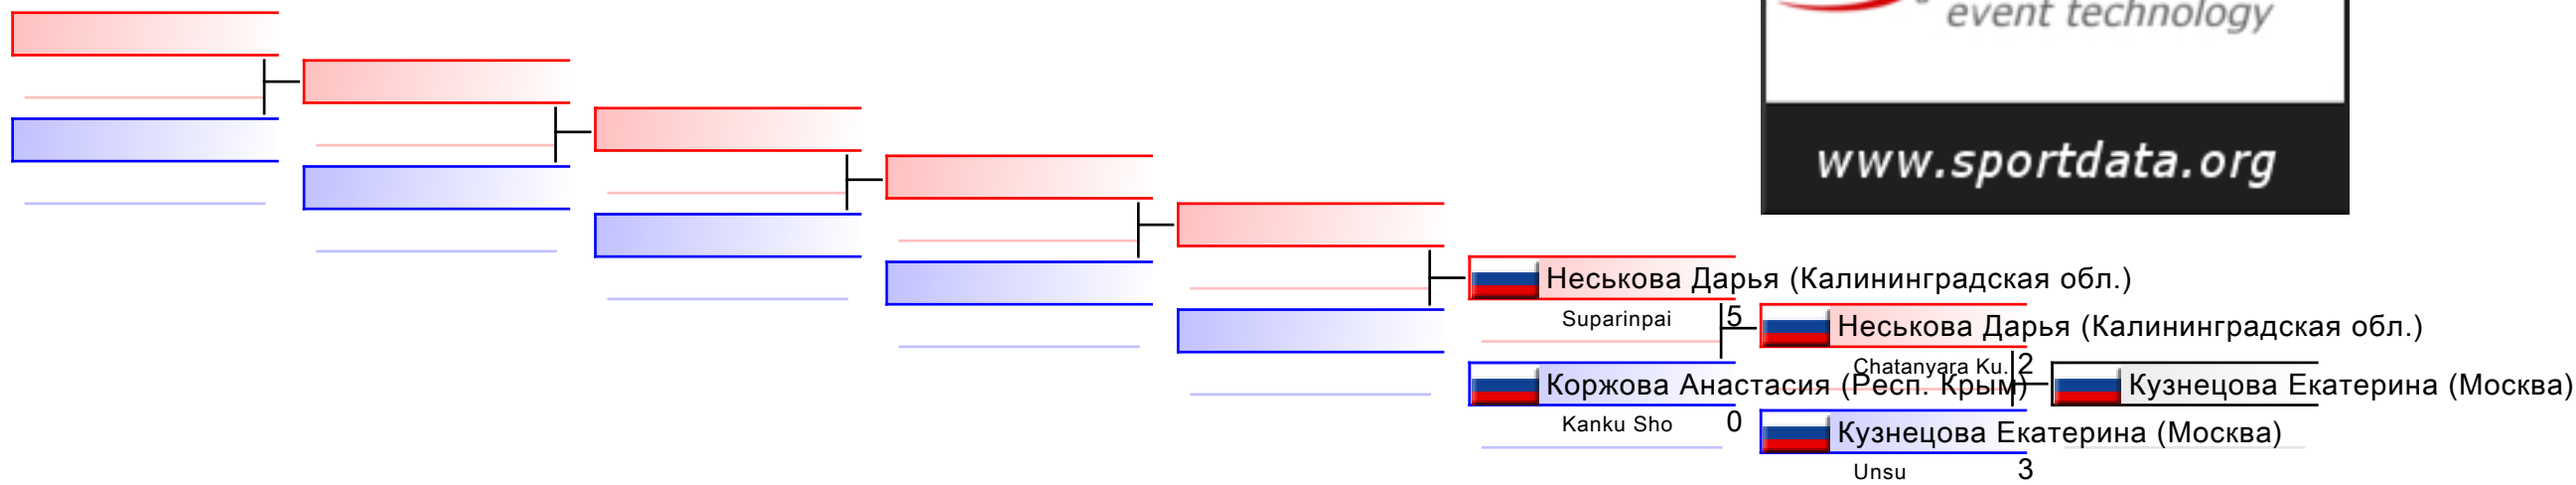 event technology
www.sportdata.org
Неськова Дарья (Калининградская обл.)
Suparinpai 5
Неськова Дарья (Калининградская обл.)
Chatanyara Ku. 2
Коржова Анастасия (Респ. Крым)
Кузнецова Екатерина (Москва)
Kanku Sho 0
Кузнецова Екатерина (Москва)
Unsu 3